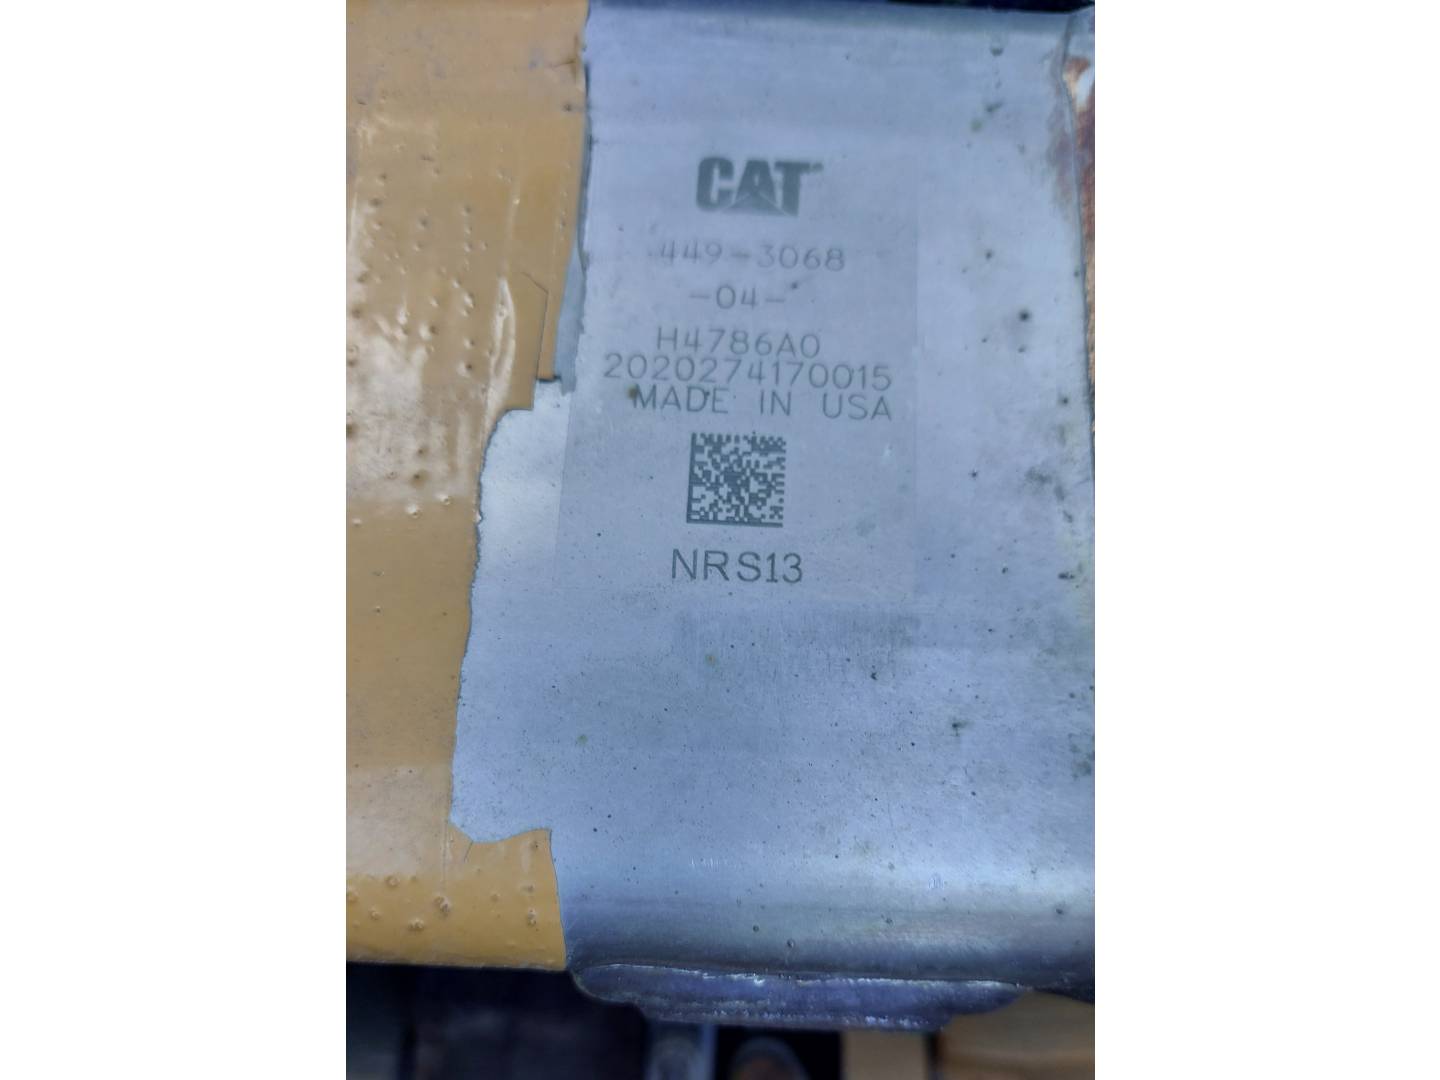 CAT®
449-3068
-04-
H4786A0
2020274170015
MADE IN USA
NRS13